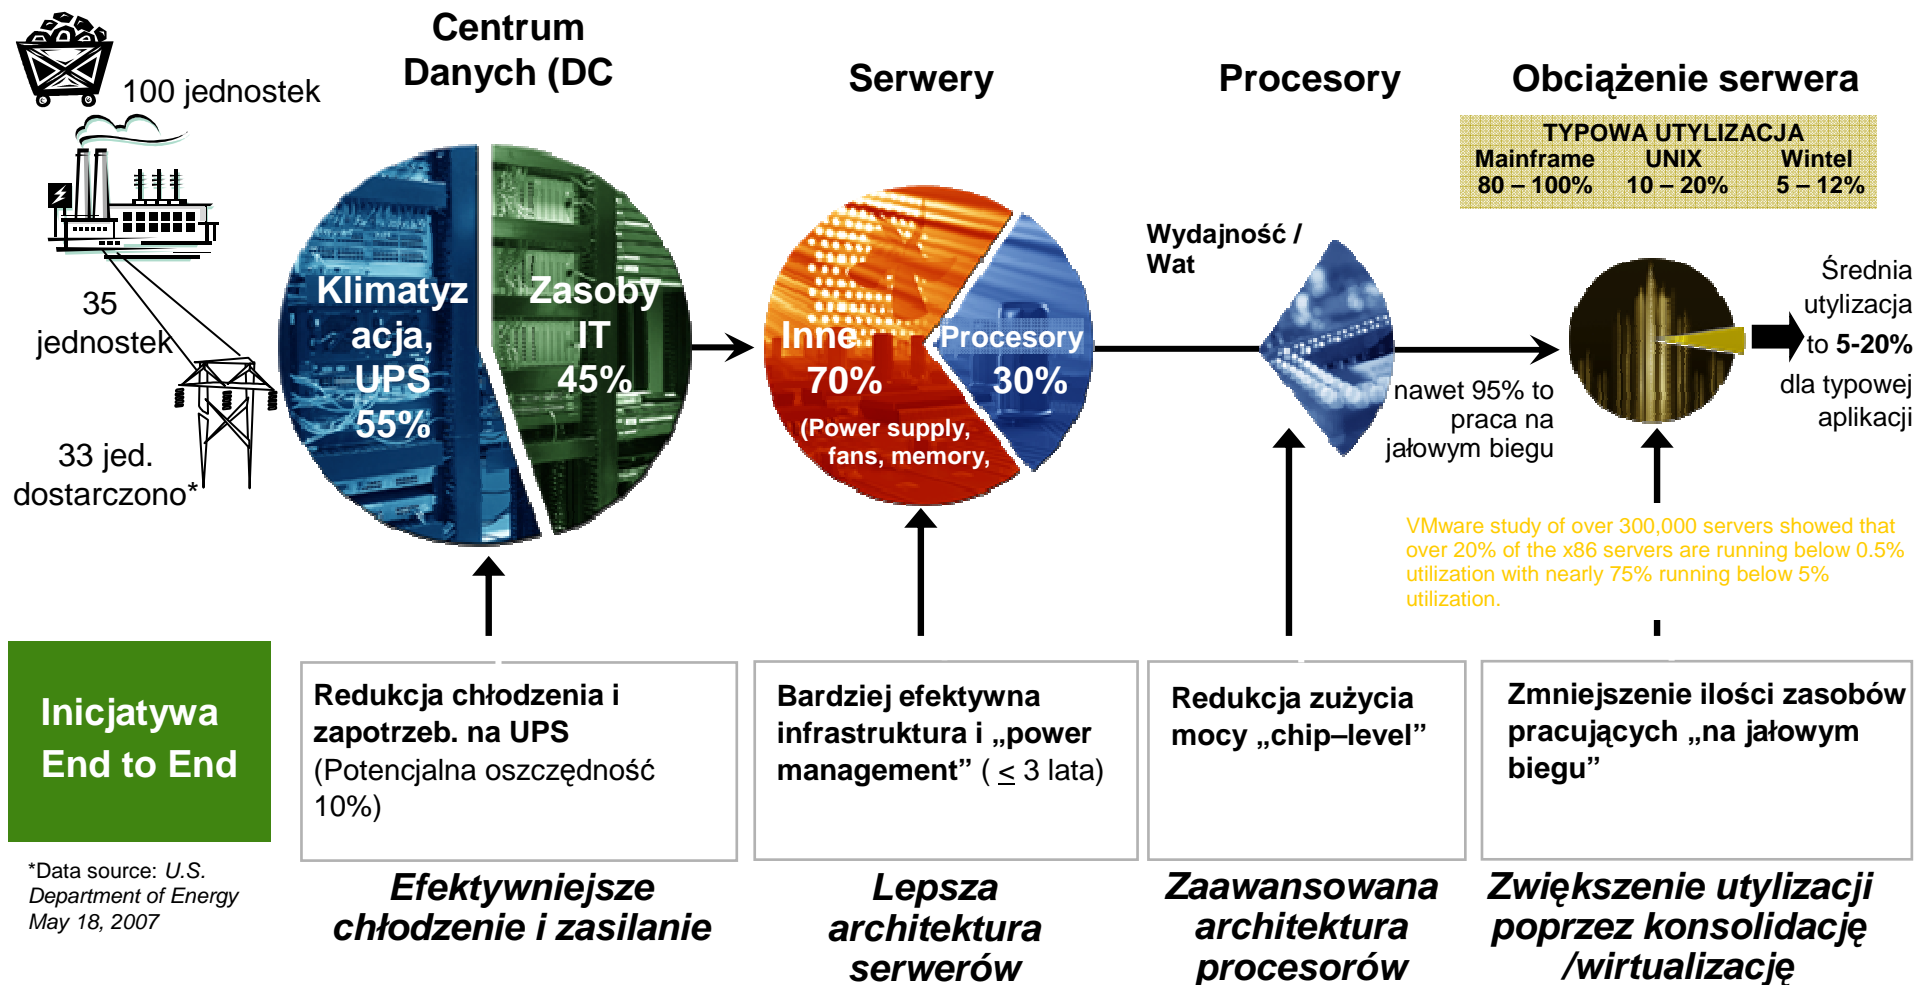 100 jednostek
35
jednostek
33 jed.
dostarczono*
Centrum
Danych (DC
Klimatyz
acja,
UPS
55%
Zasoby
IT
45%
Serwery
Inne
70%
(Power supply,
fans, memory,
Procesory
30%
Procesory
Wydajność /
Wat
nawet 95% to
praca na
jałowym biegu
Obciążenie serwera
TYPOWA UTYLIZACJA
Mainframe UNIX Wintel
80 – 100% 10 – 20% 5 – 12%
Średnia
utylizacja
to 5-20%
dla typowej
aplikacji
VMware study of over 300,000 servers showed that
over 20% of the x86 servers are running below 0.5%
utilization with nearly 75% running below 5%
utilization.
Inicjatywa
End to End
Redukcja chłodzenia i
zapotrzeb. na UPS
(Potencjalna oszczędność
10%)
Bardziej efektywna
infrastruktura i „power
management” ( ≤ 3 lata)
Redukcja zużycia
mocy „chip–level”
Zmniejszenie ilości zasobów
pracujących „na jałowym
biegu”
*Data source: U.S.
Department of Energy
May 18, 2007
Efektywniejsze
chłodzenie i zasilanie
Lepsza
architektura
serwerów
Zaawansowana
architektura
procesorów
Zwiększenie utylizacji
poprzez konsolidację
/wirtualizację